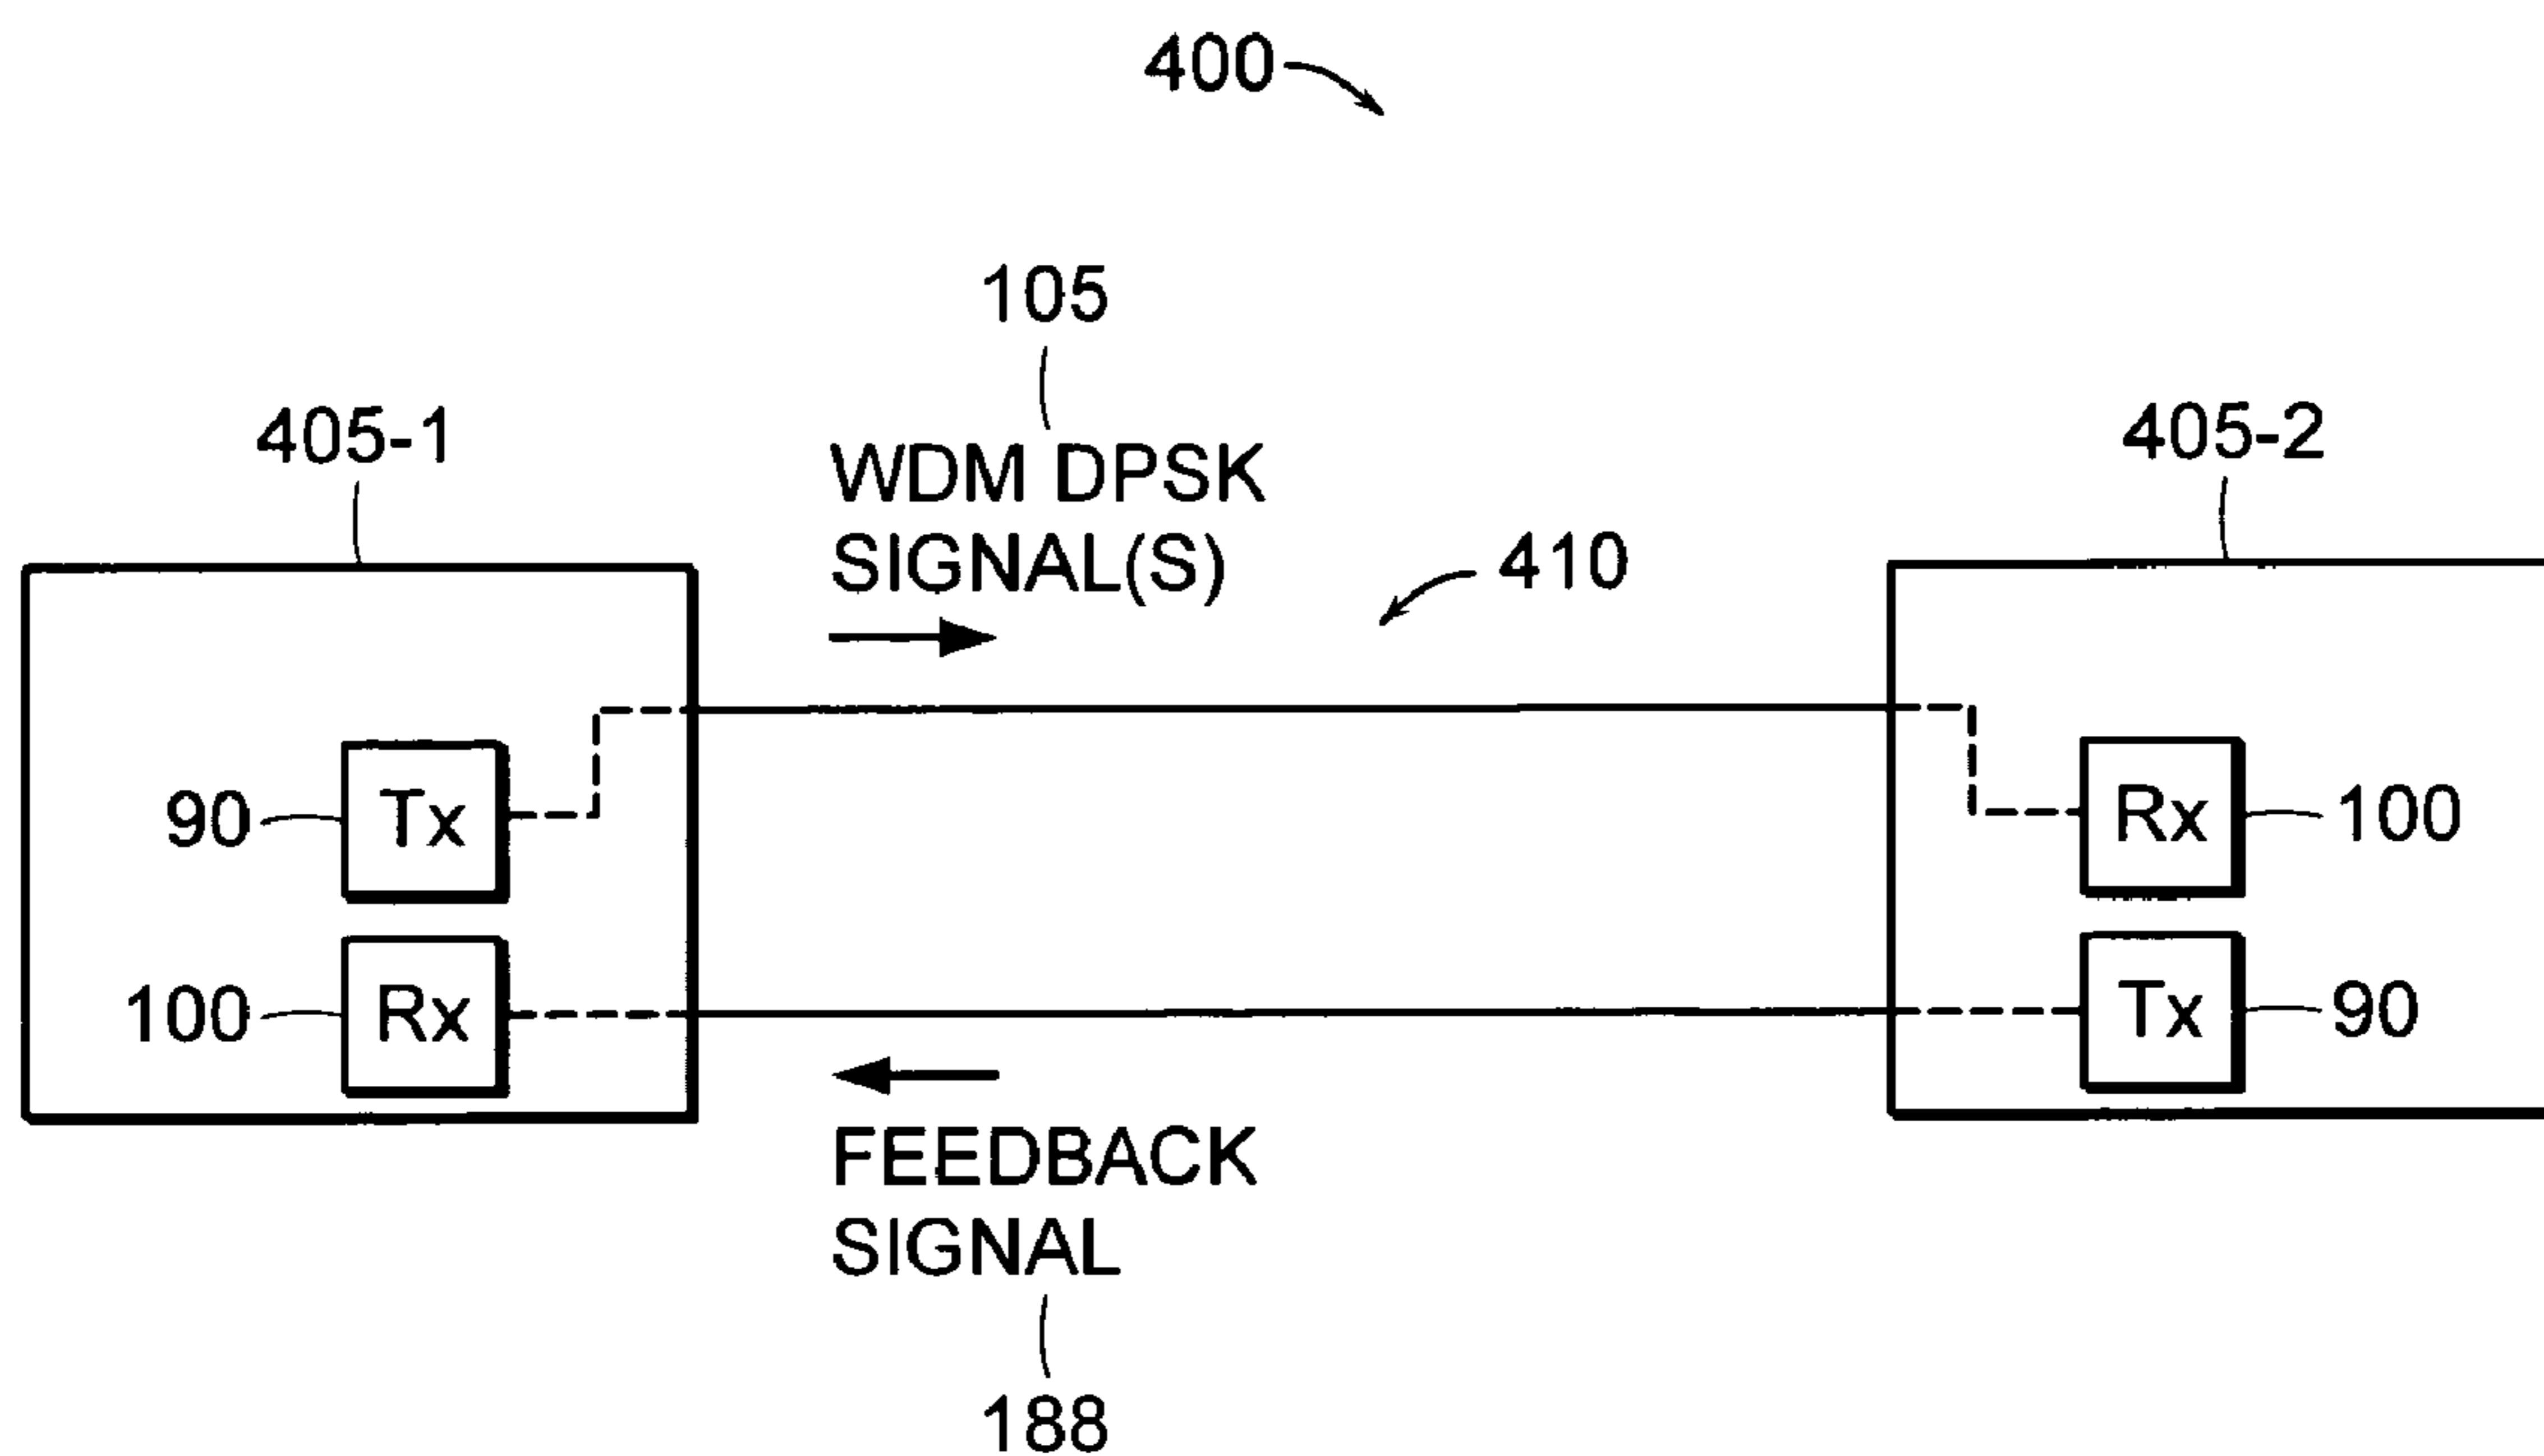 400
105
405-1
WDM DPSK
SIGNAL(S)
410
405-2
90
Tx
Rx
100
100
Rx
Tx
90
FEEDBACK
SIGNAL
188